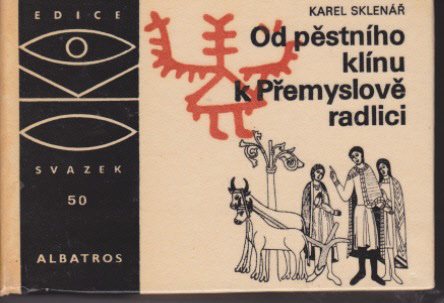 EDICE
SVAZEK
50
ALBATROS
KAREL SKLENÁŘ
Od pěstního
klínu
k Přemyslově
radlici